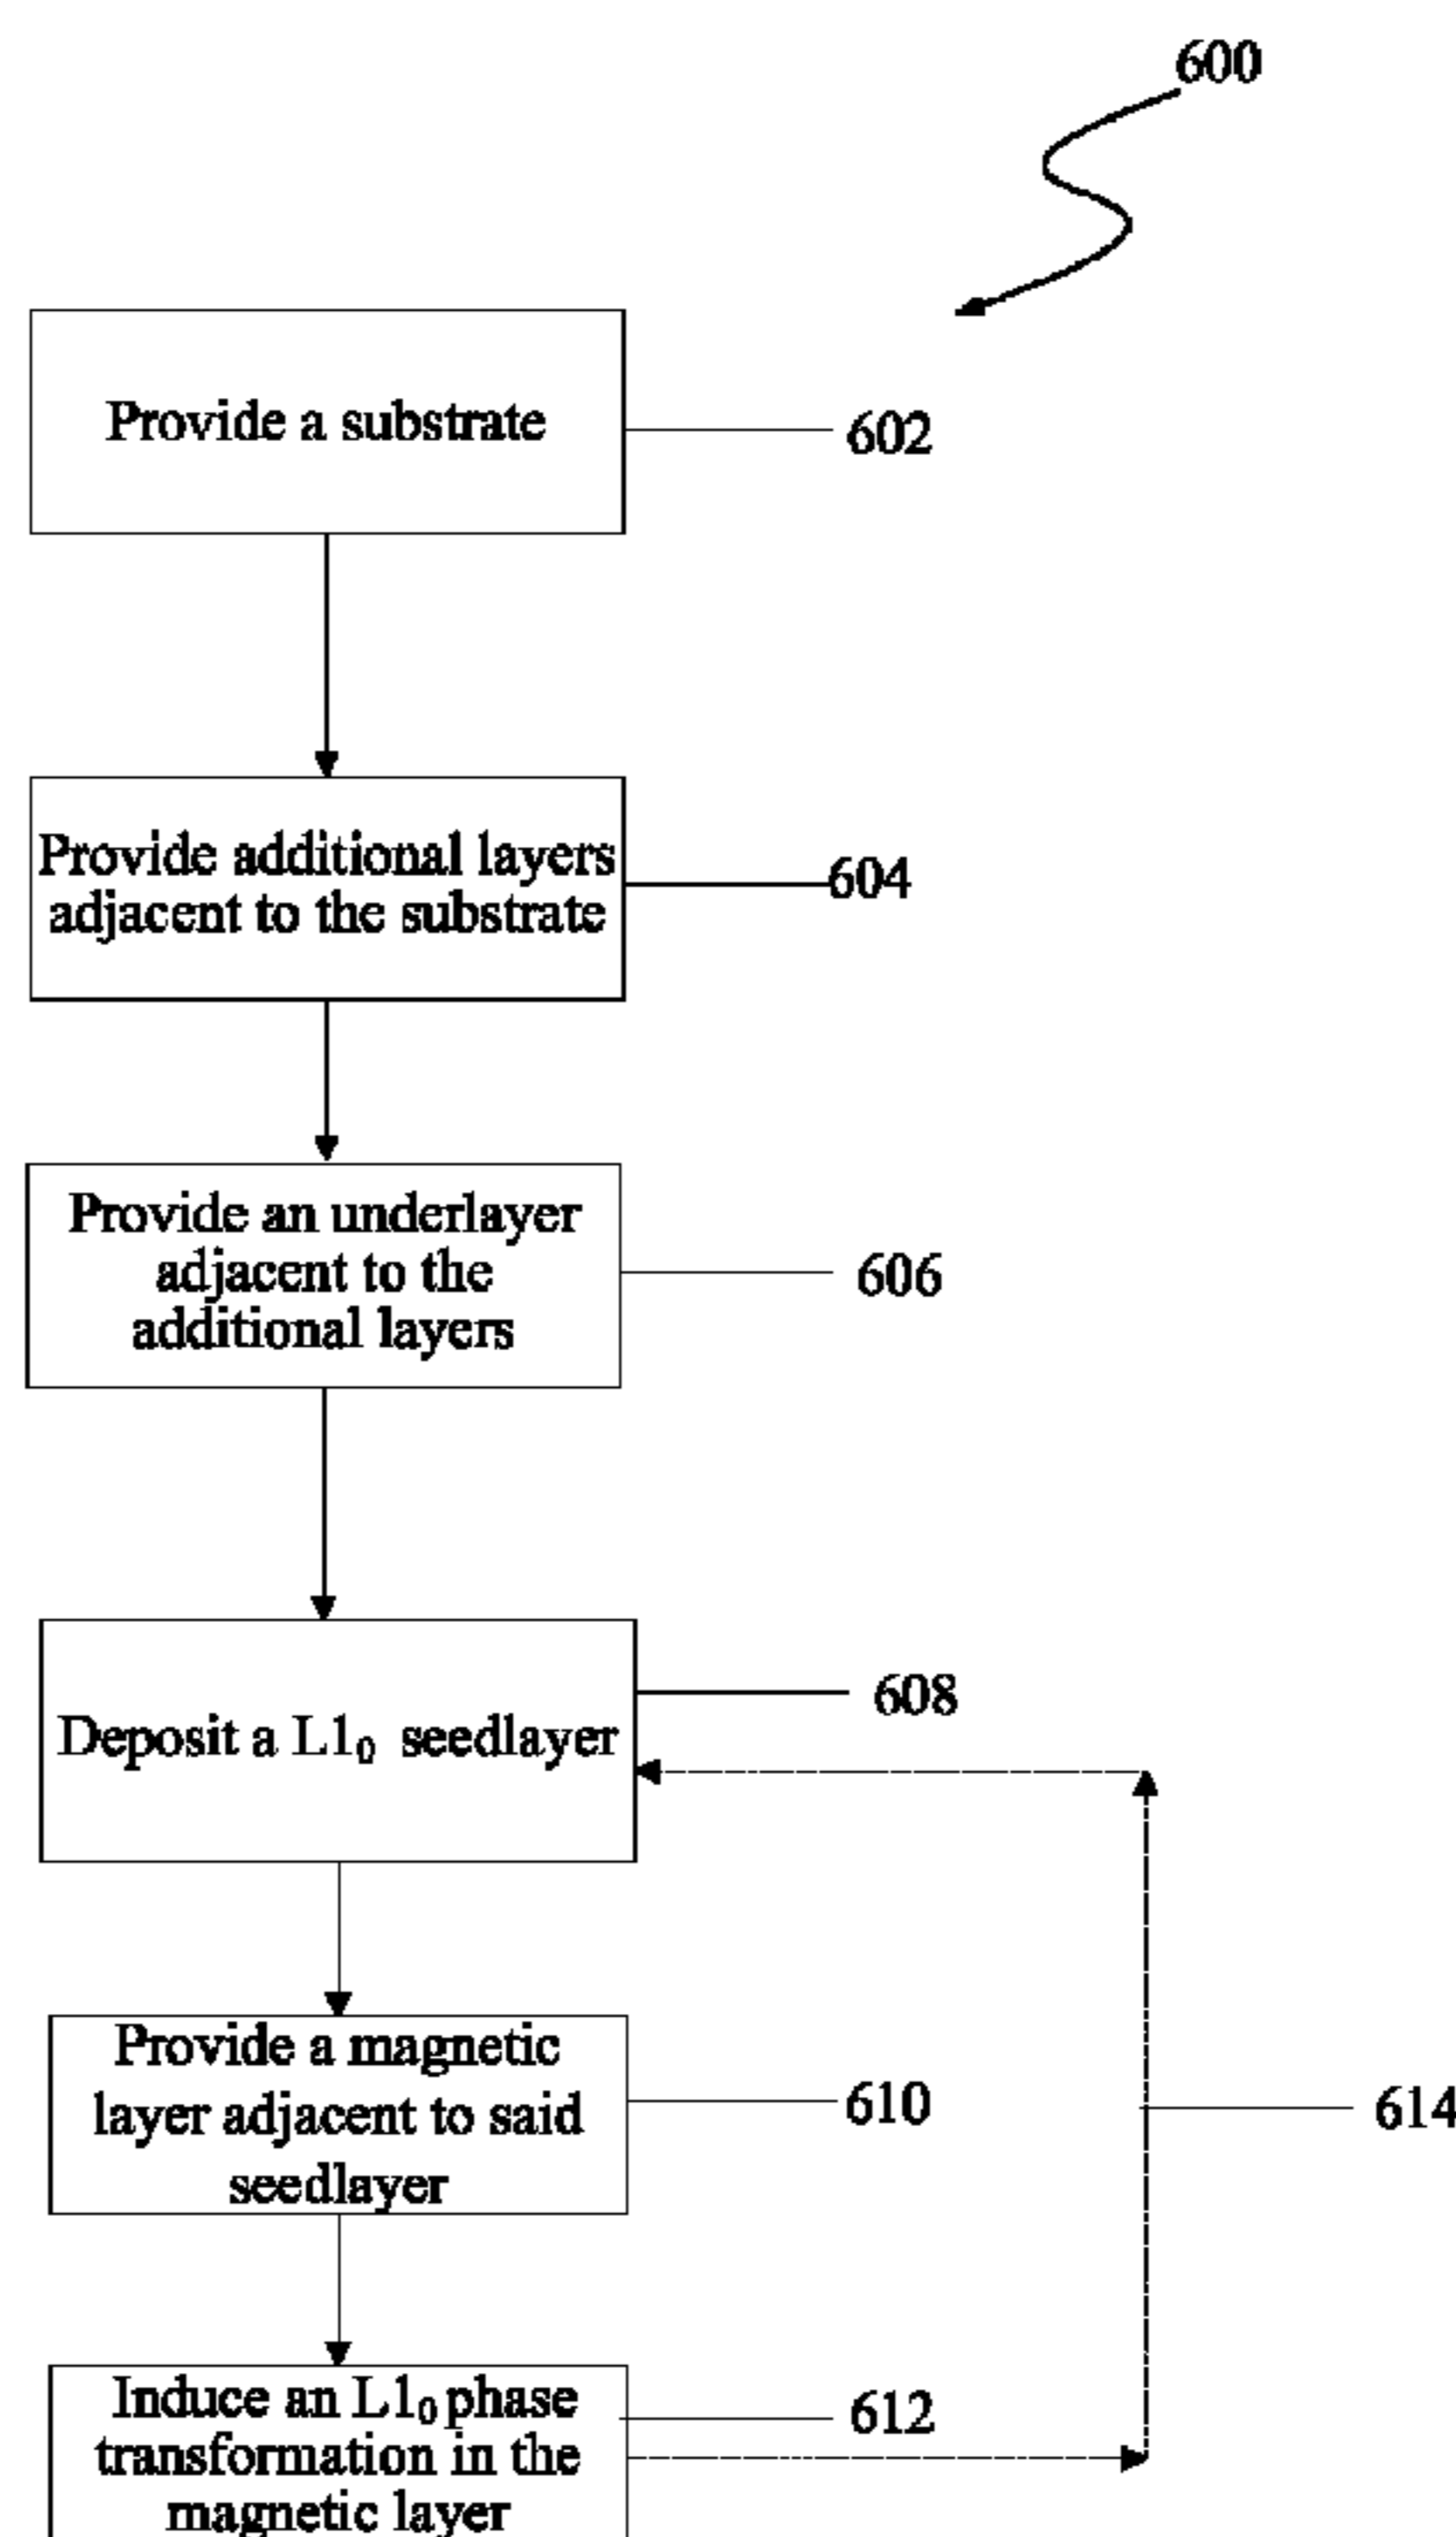 600
Provide a substrate
602
Provide additional layers
adjacent to the substrate
604
Provide an underlayer
adjacent to the
additional layers
606
Deposit a L1₀ seedlayer
608
Provide a magnetic
layer adjacent to said
seedlayer
610
614
Induce an L1₀ phase
transformation in the
magnetic layer
612